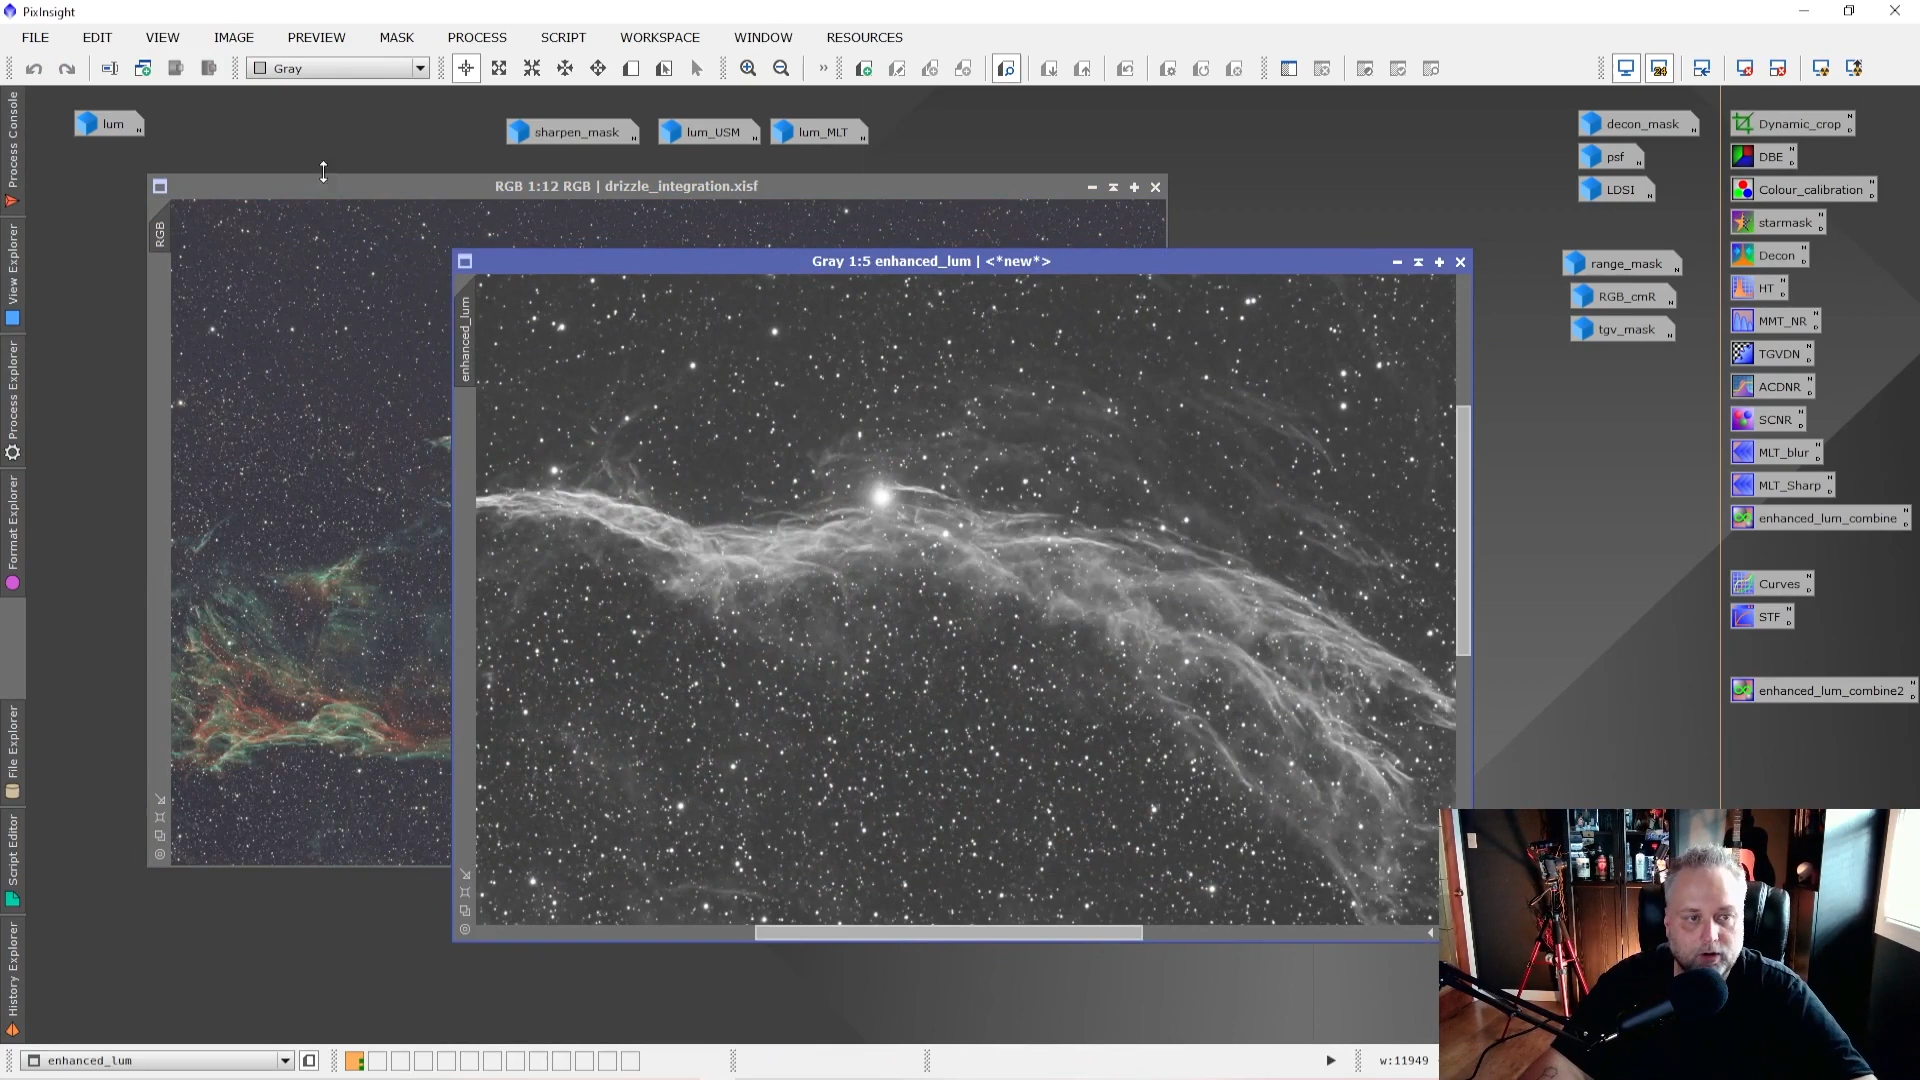 PixInsight
FILE EDIT VIEW IMAGE PREVIEW MASK PROCESS SCRIPT WORKSPACE WINDOW RESOURCES
Gray
24
Process Console
View Explorer
Process Explorer
Format Explorer
File Explorer
Script Editor
History Explorer
lum
sharpen_mask
lum_USM
lum_MLT
RGB 1:12 RGB | drizzle_integration.xisf
RGB
Gray 1:5 enhanced_lum | <*new*>
enhanced_lum
decon_mask
psf
LDSI
range_mask
RGB_cmR
tgv_mask
Dynamic_crop
DBE
Colour_calibration
starmask
Decon
HT
MMT_NR
TGVDN
ACDNR
SCNR
MLT_blur
MLT_Sharp
enhanced_lum_combine
Curves
STF
enhanced_lum_combine2
enhanced_lum
w:11949